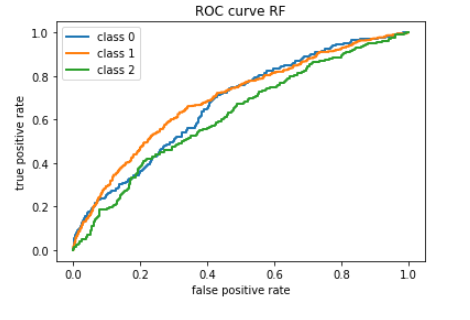 ROC curve RF
class 0
class 1
class 2
true positive rate
1.0
0.8
0.6
0.4
0.2
0.0
0.0 0.2 0.4 0.6 0.8 1.0
false positive rate